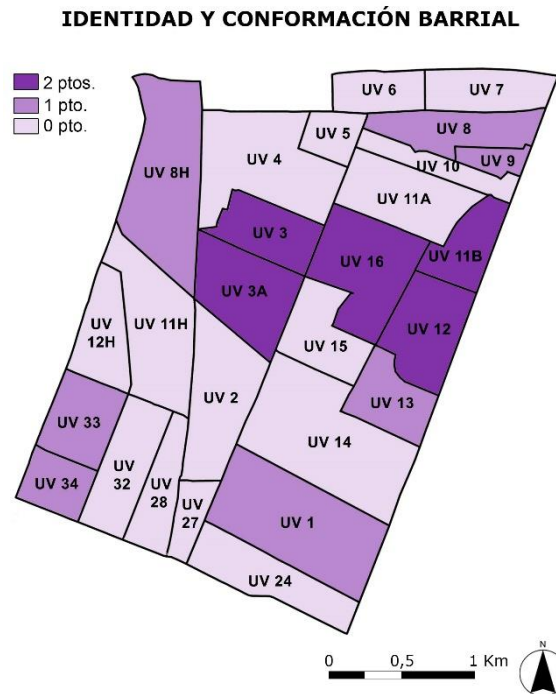 IDENTIDAD Y CONFORMACIÓN BARRIAL
2 ptos.
1 pto.
0 pto.
UV 6
UV 7
UV 8
UV 5
UV 9
UV 10
UV 4
UV 8H
UV 11A
UV 3
UV 11B
UV 16
UV 3A
UV 12
UV
12H
UV 11H
UV 15
UV 2
UV 13
UV 33
UV 14
UV 34
UV
32
UV
28
UV
27
UV 1
UV 24
0
0,5
1 Km
N